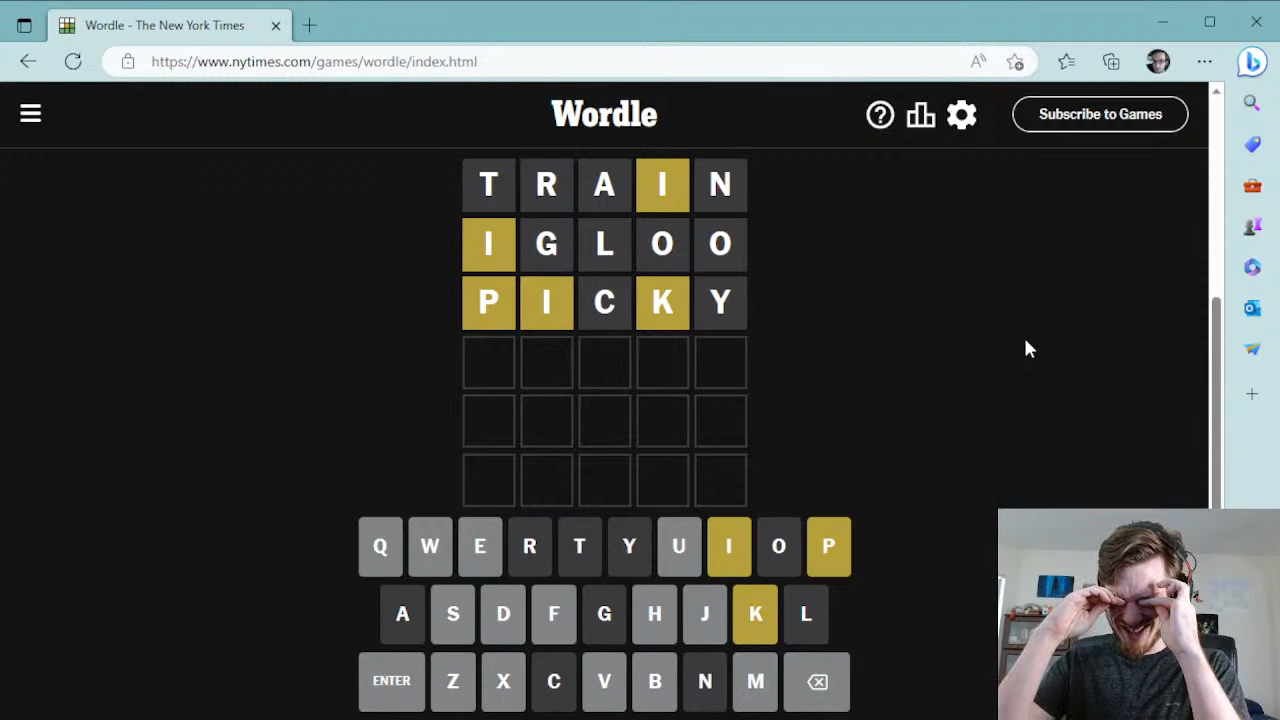 Wordle - The New York Times
https://www.nytimes.com/games/wordle/index.html
Wordle
Subscribe to Games
T R A I N
I G L O O
P I C K Y
Q W E R T Y U I O P
A S D F G H J K L
ENTER Z X C V B N M